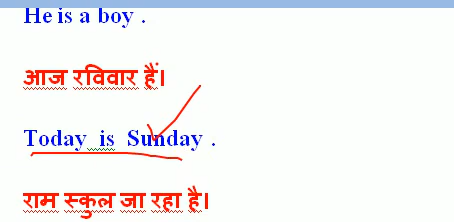 He is a boy .
आज रविवार हैं।
Today is Sunday .
राम स्कुल जा रहा है।